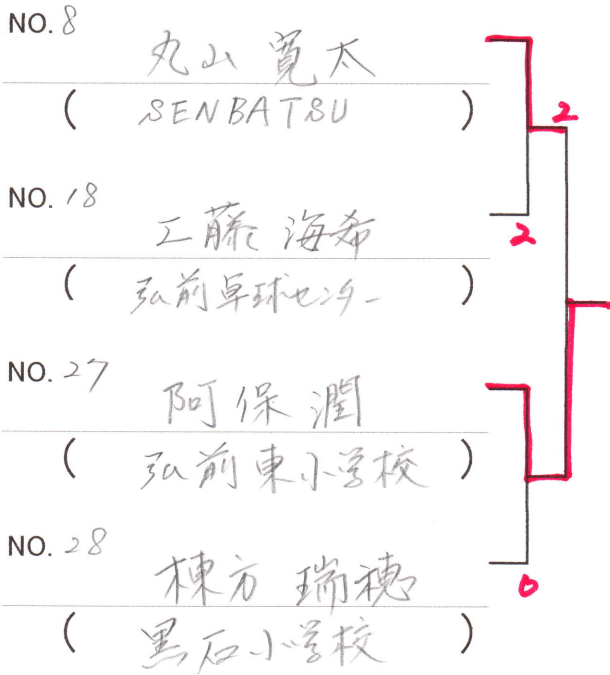 NO. 8
丸山 寛太
( SENBATSU )
2
NO. 18
工藤 海希
2
( 弘前卓球センター )
NO. 27
阿保 潤
( 弘前東小学校 )
NO. 28
棟方 瑞穂
0
( 黒石小学校 )